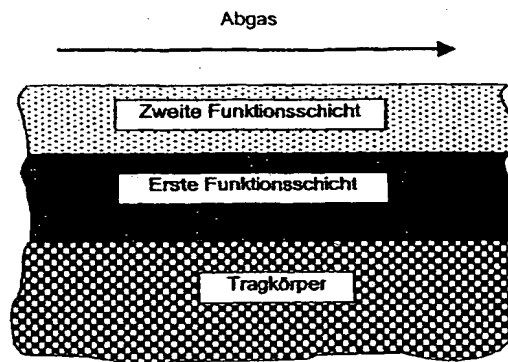 Abgas
Zweite Funktionsschicht
Erste Funktionsschicht
Tragkörper